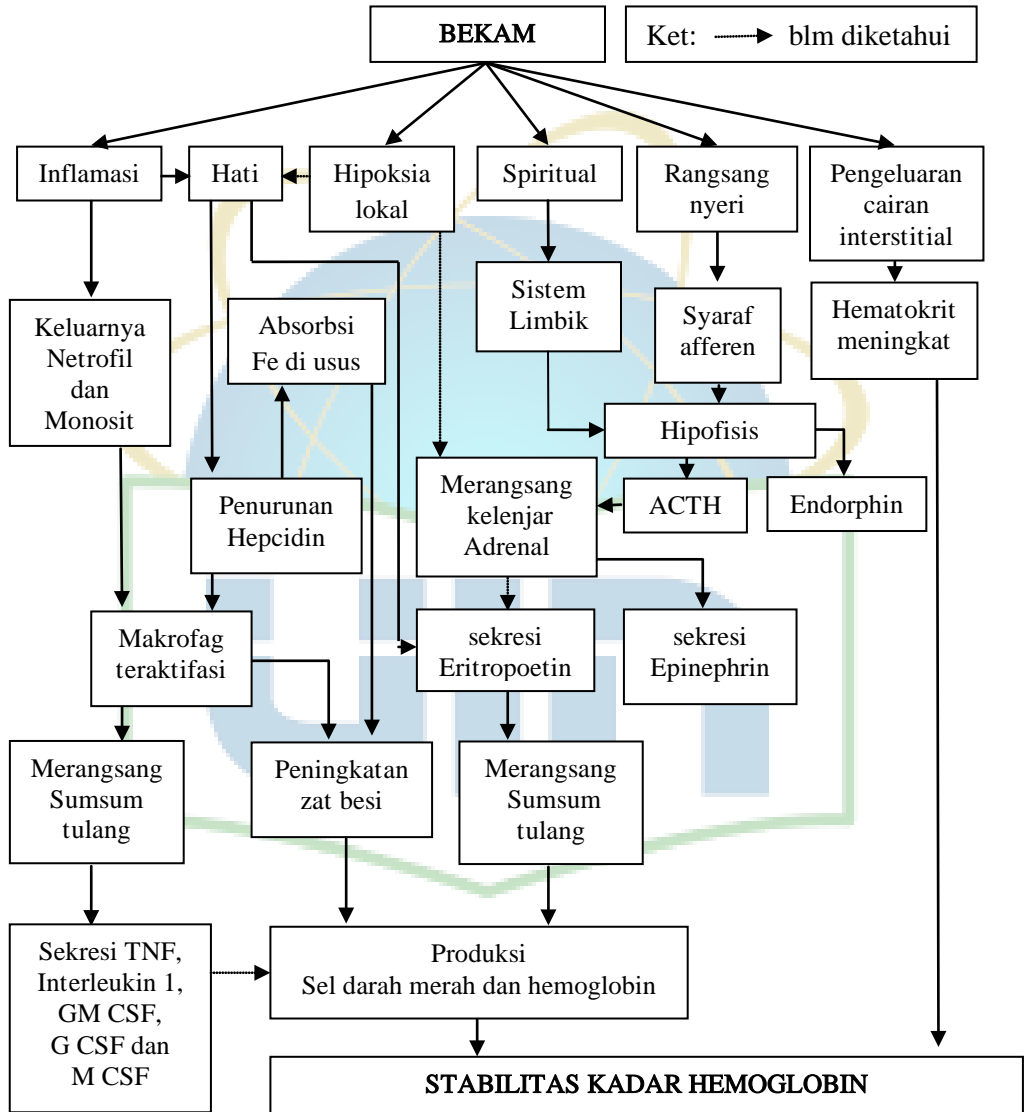 BEKAM
Ket: blm diketahui
Inflamasi
Hati
Hipoksia
lokal
Spiritual
Rangsang
nyeri
Pengeluaran
cairan
interstitial
Keluarnya
Netrofil
dan
Monosit
Absorbsi
Fe di usus
Sistem
Limbik
Syaraf
afferen
Hematokrit
meningkat
Hipofisis
Penurunan
Hepcidin
Merangsang
kelenjar
Adrenal
ACTH
Endorphin
Makrofag
teraktifasi
sekresi
Eritropoetin
sekresi
Epinephrin
Merangsang
Sumsum
tulang
Peningkatan
zat besi
Merangsang
Sumsum
tulang
Sekresi TNF,
Interleukin 1,
GM CSF,
G CSF dan
M CSF
Produksi
Sel darah merah dan hemoglobin
STABILITAS KADAR HEMOGLOBIN